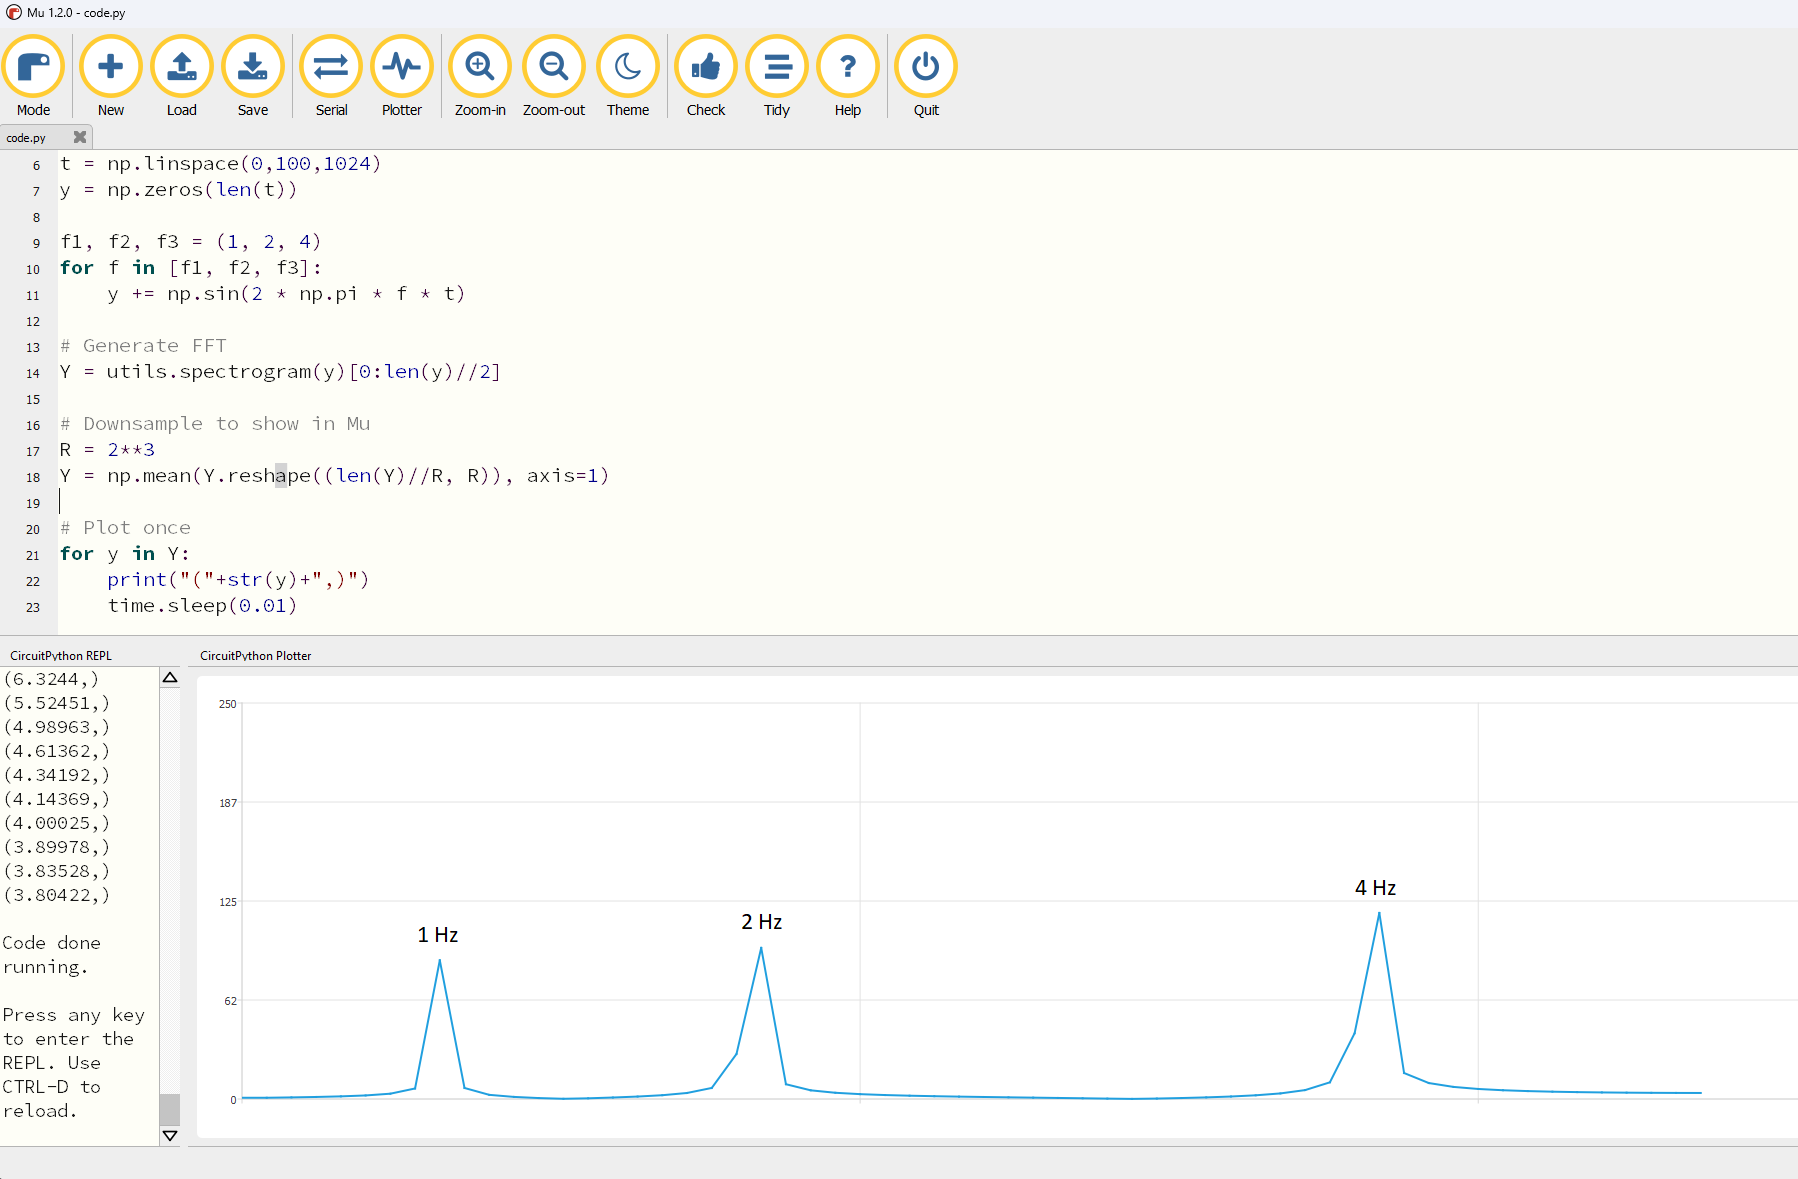 Mu 1.2.0 - code.py
Mode New Load Save Serial Plotter Zoom-in Zoom-out Theme Check Tidy Help Quit
code.py
6 t = np.linspace(0,100,1024)
7 y = np.zeros(len(t))
8
9 f1, f2, f3 = (1, 2, 4)
10 for f in [f1, f2, f3]:
11     y += np.sin(2 * np.pi * f * t)
12
13 # Generate FFT
14 Y = utils.spectrogram(y)[0:len(y)//2]
15
16 # Downsample to show in Mu
17 R = 2**3
18 Y = np.mean(Y.reshape((len(Y)//R, R)), axis=1)
19
20 # Plot once
21 for y in Y:
22     print("("+str(y)+",)")
23     time.sleep(0.01)
CircuitPython REPL
(6.3244,)
(5.52451,)
(4.98963,)
(4.61362,)
(4.34192,)
(4.14369,)
(4.00025,)
(3.89978,)
(3.83528,)
(3.80422,)
Code done
running.
Press any key
to enter the
REPL. Use
CTRL-D to
reload.
CircuitPython Plotter
250
187
125
62
0
1 Hz
2 Hz
4 Hz